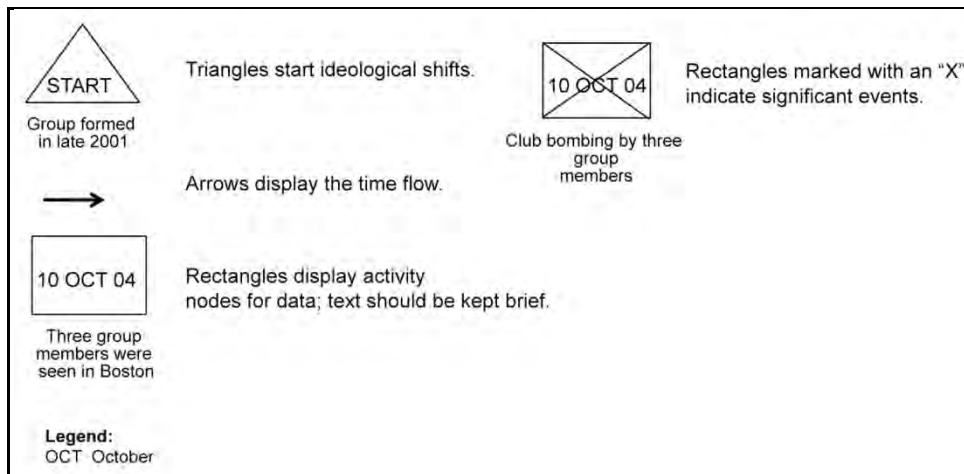 START
Group formed
in late 2001
Triangles start ideological shifts.
Arrows display the time flow.
10 OCT 04
Three group
members were
seen in Boston
Rectangles display activity
nodes for data; text should be kept brief.
10 OCT 04
Club bombing by three
group
members
Rectangles marked with an “X”
indicate significant events.
Legend:
OCT October